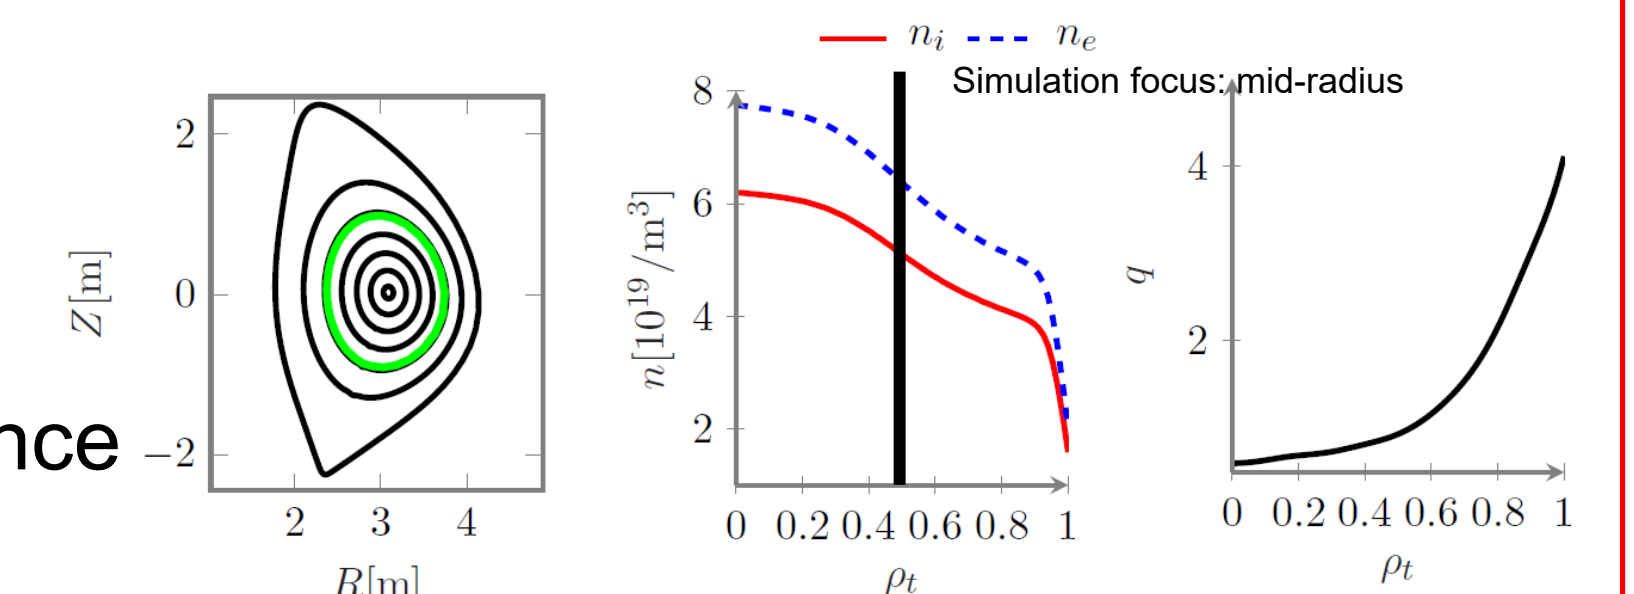 n_i n_e
Simulation focus: mid-radius
nce
Z[m]
2
0
−2
2 3 4
R[m]
n[10^19/m^3]
8
6
4
2
0 0.2 0.4 0.6 0.8 1
ρ_t
q
4
2
0 0.2 0.4 0.6 0.8 1
ρ_t